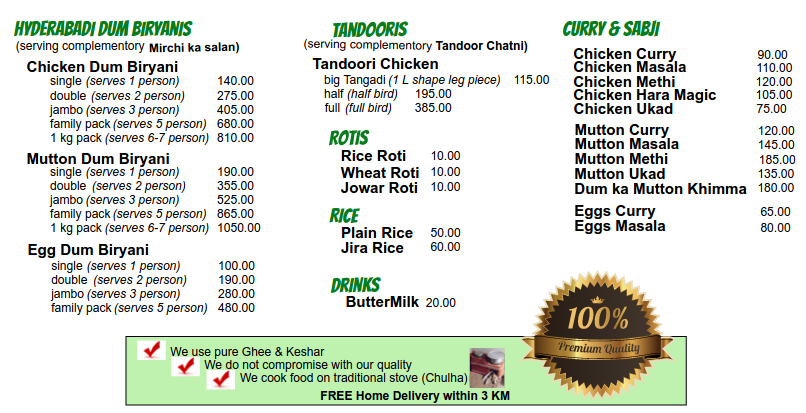 HYDERABADI DUM BIRYANIS
(serving complementary Mirchi ka salan)
Chicken Dum Biryani
single (serves 1 person) 140.00
double (serves 2 person) 275.00
jambo (serves 3 person) 405.00
family pack (serves 5 person) 680.00
1 kg pack (serves 6-7 person) 810.00
Mutton Dum Biryani
single (serves 1 person) 190.00
double (serves 2 person) 355.00
jambo (serves 3 person) 525.00
family pack (serves 5 person) 865.00
1 kg pack (serves 6-7 person) 1050.00
Egg Dum Biryani
single (serves 1 person) 100.00
double (serves 2 person) 190.00
jambo (serves 3 person) 280.00
family pack (serves 5 person) 480.00
TANDOORIS
(serving complementary Tandoor Chatni)
Tandoori Chicken
big Tangadi (1 L shape leg piece) 115.00
half (half bird) 195.00
full (full bird) 385.00
ROTIS
Rice Roti 10.00
Wheat Roti 10.00
Jowar Roti 10.00
RICE
Plain Rice 50.00
Jira Rice 60.00
DRINKS
ButterMilk 20.00
CURRY & SABJI
Chicken Curry 90.00
Chicken Masala 110.00
Chicken Methi 120.00
Chicken Hara Magic 105.00
Chicken Ukad 75.00
Mutton Curry 120.00
Mutton Masala 145.00
Mutton Methi 185.00
Mutton Ukad 135.00
Dum ka Mutton Khimma 180.00
Eggs Curry 65.00
Eggs Masala 80.00
100%
Premium Quality
We use pure Ghee & Keshar
We do not compromise with our quality
We cook food on traditional stove (Chulha)
FREE Home Delivery within 3 KM